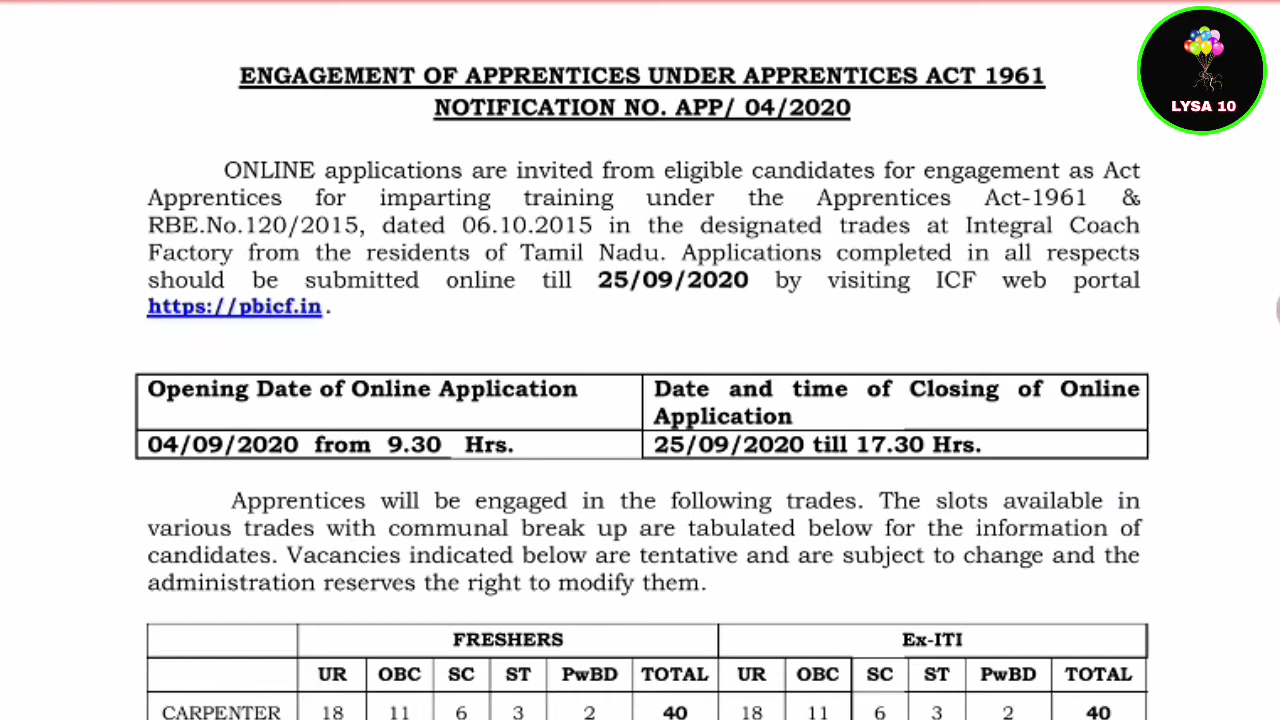 ENGAGEMENT OF APPRENTICES UNDER APPRENTICES ACT 1961
NOTIFICATION NO. APP/ 04/2020
LYSA 10
ONLINE applications are invited from eligible candidates for engagement as Act
Apprentices for imparting training under the Apprentices Act-1961 &
RBE.No.120/2015, dated 06.10.2015 in the designated trades at Integral Coach
Factory from the residents of Tamil Nadu. Applications completed in all respects
should be submitted online till 25/09/2020 by visiting ICF web portal
https://pbicf.in.
Opening Date of Online Application
Date and time of Closing of Online
Application
04/09/2020 from 9.30 Hrs.
25/09/2020 till 17.30 Hrs.
Apprentices will be engaged in the following trades. The slots available in
various trades with communal break up are tabulated below for the information of
candidates. Vacancies indicated below are tentative and are subject to change and the
administration reserves the right to modify them.
FRESHERS Ex-ITI
UR OBC SC ST PwBD TOTAL UR OBC SC ST PwBD TOTAL
CARPENTER 18 11 6 3 2 40 18 11 6 3 2 40